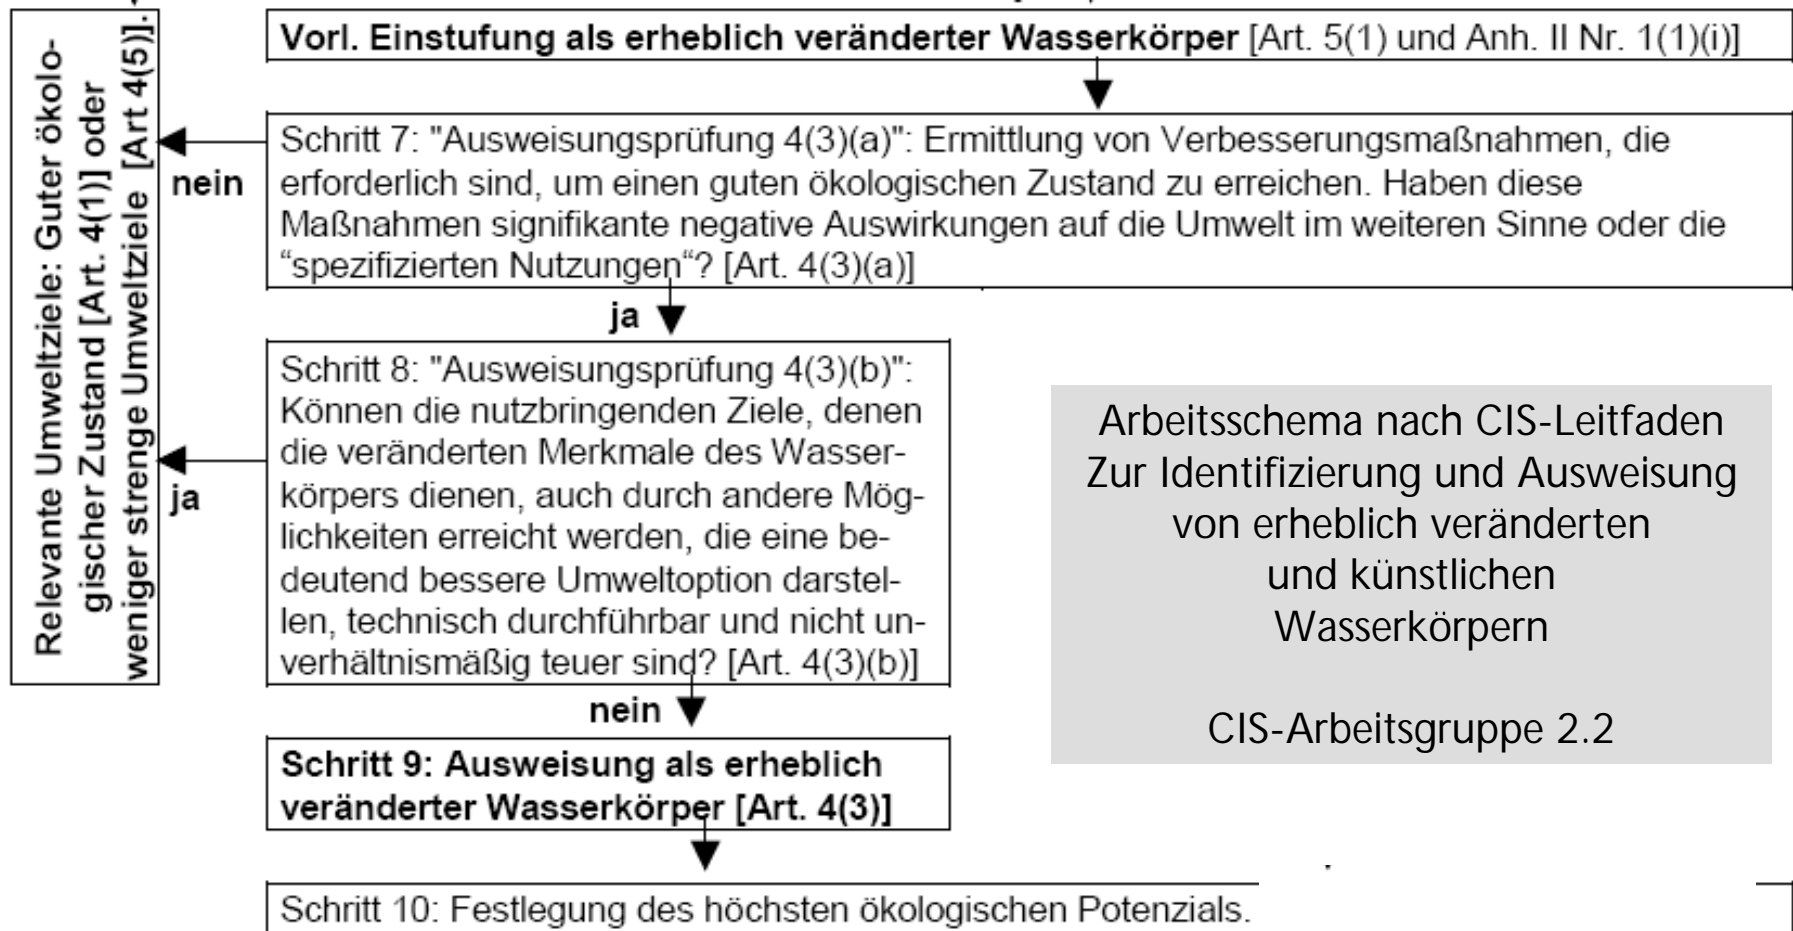 Relevante Umweltziele: Guter ökolo-
gischer Zustand [Art. 4(1)] oder
weniger strenge Umweltziele [Art 4(5)].
Vorl. Einstufung als erheblich veränderter Wasserkörper [Art. 5(1) und Anh. II Nr. 1(1)(i)]
nein
Schritt 7: "Ausweisungsprüfung 4(3)(a)": Ermittlung von Verbesserungsmaßnahmen, die
erforderlich sind, um einen guten ökologischen Zustand zu erreichen. Haben diese
Maßnahmen signifikante negative Auswirkungen auf die Umwelt im weiteren Sinne oder die
“spezifizierten Nutzungen“? [Art. 4(3)(a)]
ja
ja
Schritt 8: "Ausweisungsprüfung 4(3)(b)":
Können die nutzbringenden Ziele, denen
die veränderten Merkmale des Wasser-
körpers dienen, auch durch andere Mög-
lichkeiten erreicht werden, die eine be-
deutend bessere Umweltoption darstel-
len, technisch durchführbar und nicht un-
verhältnismäßig teuer sind? [Art. 4(3)(b)]
Arbeitsschema nach CIS-Leitfaden
Zur Identifizierung und Ausweisung
von erheblich veränderten
und künstlichen
Wasserkörpern
CIS-Arbeitsgruppe 2.2
nein
Schritt 9: Ausweisung als erheblich
veränderter Wasserkörper [Art. 4(3)]
Schritt 10: Festlegung des höchsten ökologischen Potenzials.